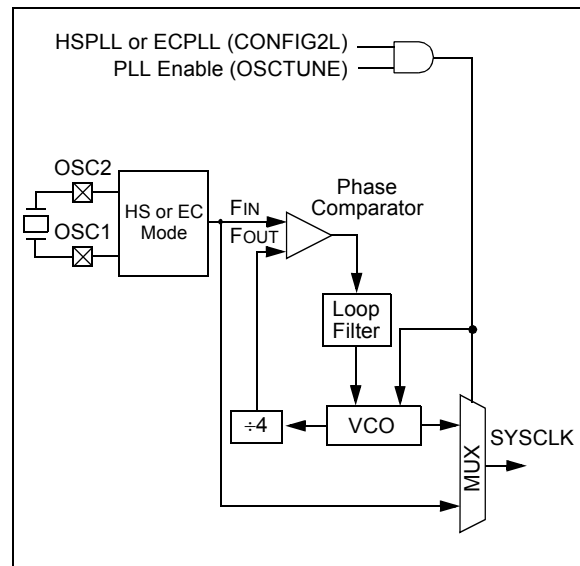 HSPLL or ECPLL (CONFIG2L)
PLL Enable (OSCTUNE)
OSC2
OSC1
HS or EC
Mode
FIN
FOUT
Phase
Comparator
Loop
Filter
÷4
VCO
MUX
SYSCLK